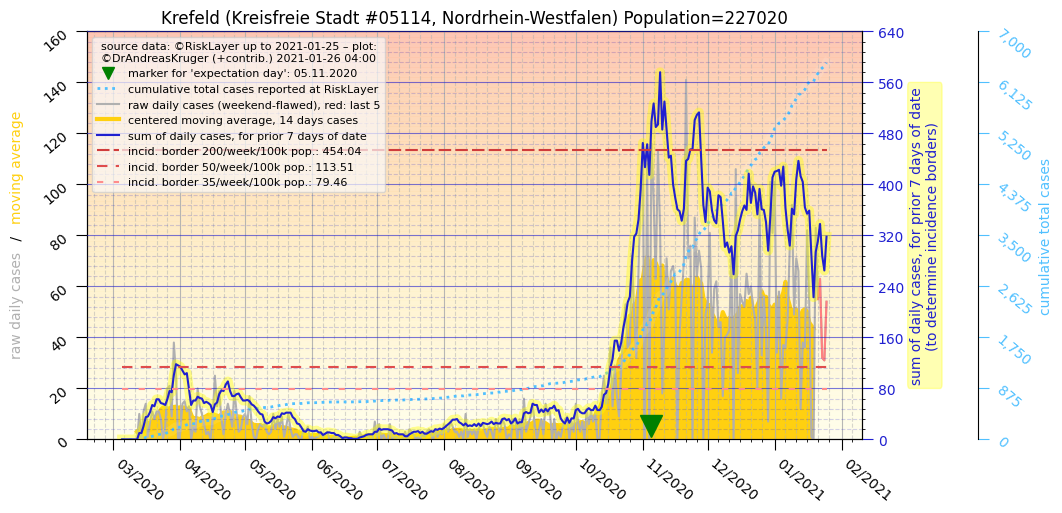 Krefeld (Kreisfreie Stadt #05114, Nordrhein-Westfalen) Population=227020
source data: ©RiskLayer up to 2021-01-25 – plot:
©DrAndreasKruger (+contrib.) 2021-01-26 04:00
marker for 'expectation day': 05.11.2020
cumulative total cases reported at RiskLayer
raw daily cases (weekend-flawed), red: last 5
centered moving average, 14 days cases
sum of daily cases, for prior 7 days of date
incid. border 200/week/100k pop.: 454.04
incid. border 50/week/100k pop.: 113.51
incid. border 35/week/100k pop.: 79.46
raw daily cases / moving average
160
140
120
100
80
60
40
20
0
640
560
480
400
320
240
160
80
0
sum of daily cases, for prior 7 days of date
(to determine incidence borders)
7,000
6,125
5,250
4,375
3,500
2,625
1,750
875
0
cumulative total cases
03/2020
04/2020
05/2020
06/2020
07/2020
08/2020
09/2020
10/2020
11/2020
12/2020
01/2021
02/2021